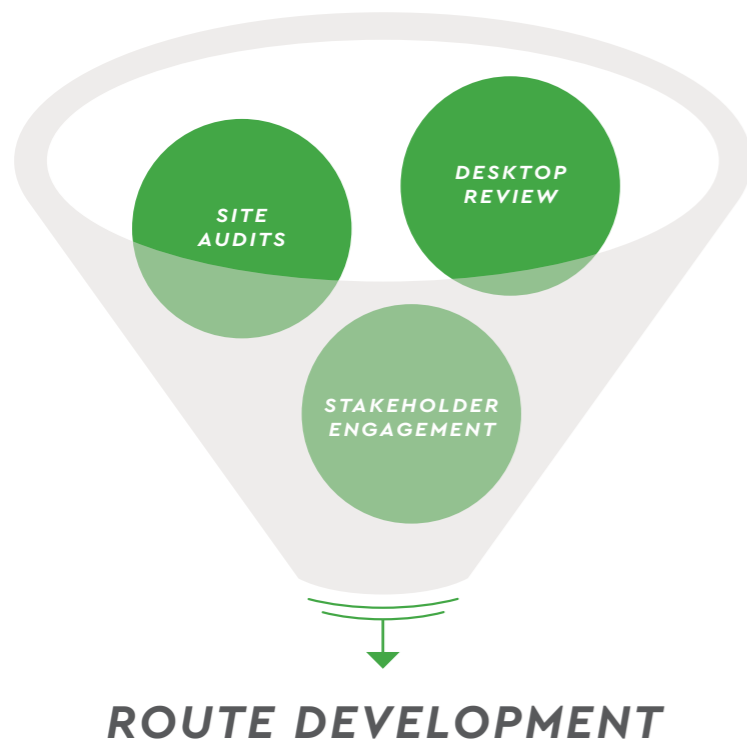 DESKTOP
REVIEW
SITE
AUDITS
STAKEHOLDER
ENGAGEMENT
ROUTE DEVELOPMENT